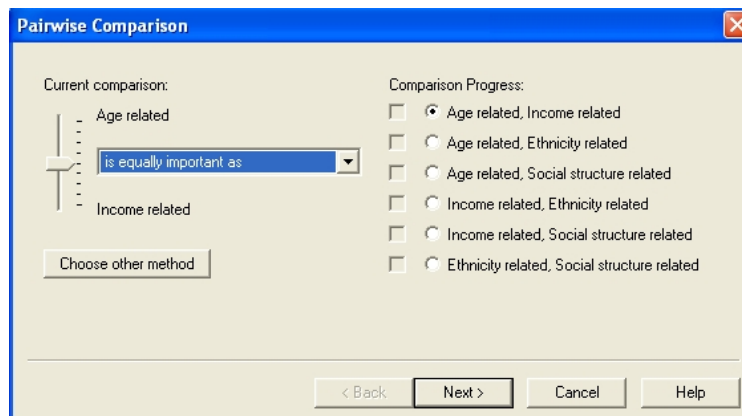 Pairwise Comparison
Current comparison:
Age related
is equally important as
Income related
Choose other method
Comparison Progress:
Age related, Income related
Age related, Ethnicity related
Age related, Social structure related
Income related, Ethnicity related
Income related, Social structure related
Ethnicity related, Social structure related
< Back
Next >
Cancel
Help